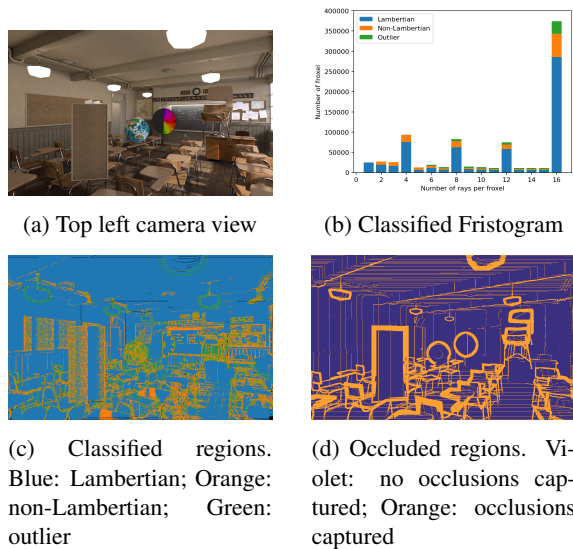 400000
350000
300000
250000
200000
150000
100000
50000
0
Number of froxel
Lambertian
Non-Lambertian
Outlier
0 2 4 6 8 10 12 14 16
Number of rays per froxel
(a) Top left camera view
(b) Classified Fristogram
(c) Classified regions.
Blue: Lambertian; Orange:
non-Lambertian; Green:
outlier
(d) Occluded regions. Vi-
olet: no occlusions cap-
tured; Orange: occlusions
captured